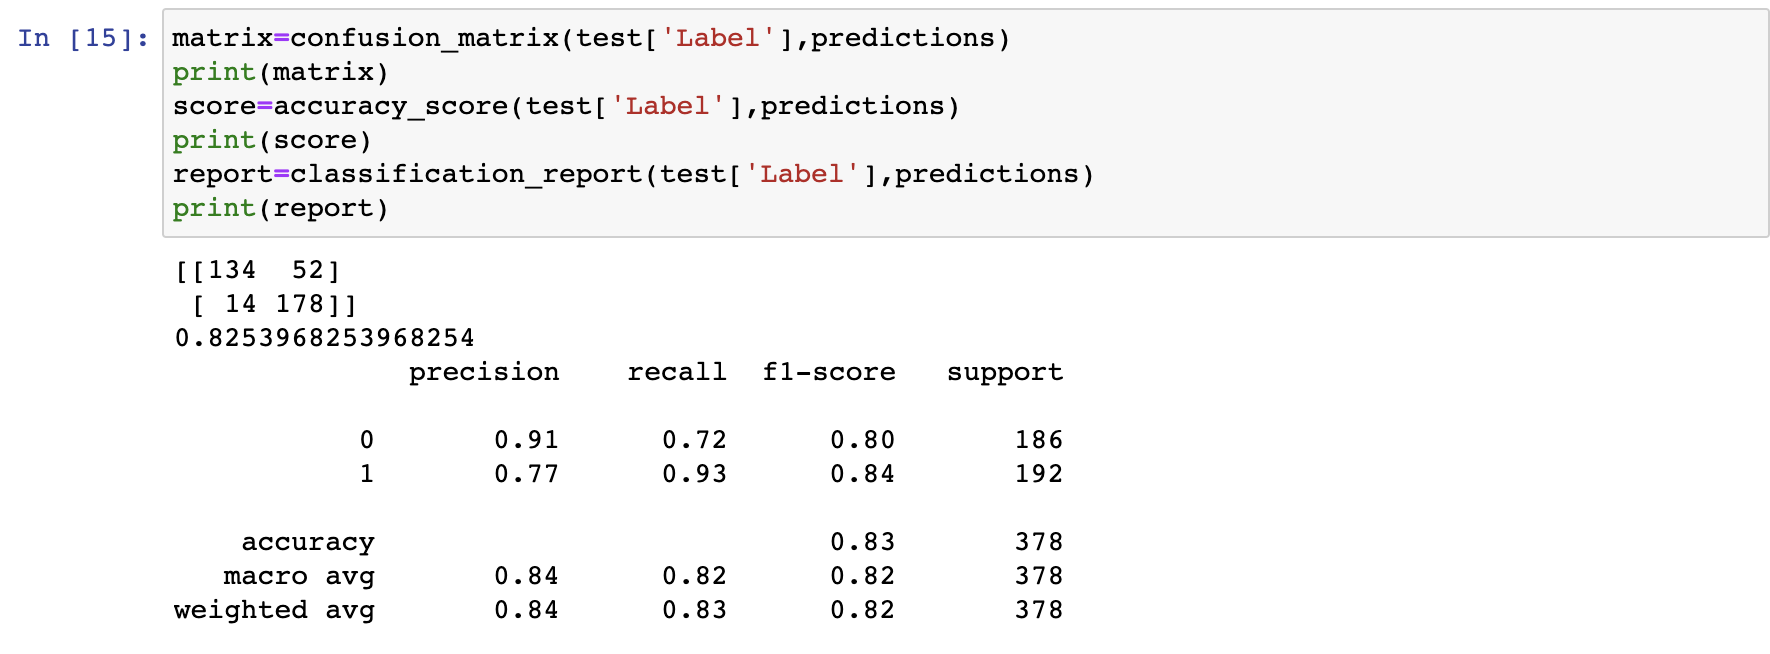 In [15]: matrix=confusion_matrix(test['Label'],predictions)
print(matrix)
score=accuracy_score(test['Label'],predictions)
print(score)
report=classification_report(test['Label'],predictions)
print(report)
[[134  52]
 [ 14 178]]
0.8253968253968254
              precision    recall  f1-score   support
           0       0.91      0.72      0.80       186
           1       0.77      0.93      0.84       192
    accuracy                           0.83       378
   macro avg       0.84      0.82      0.82       378
weighted avg       0.84      0.83      0.82       378